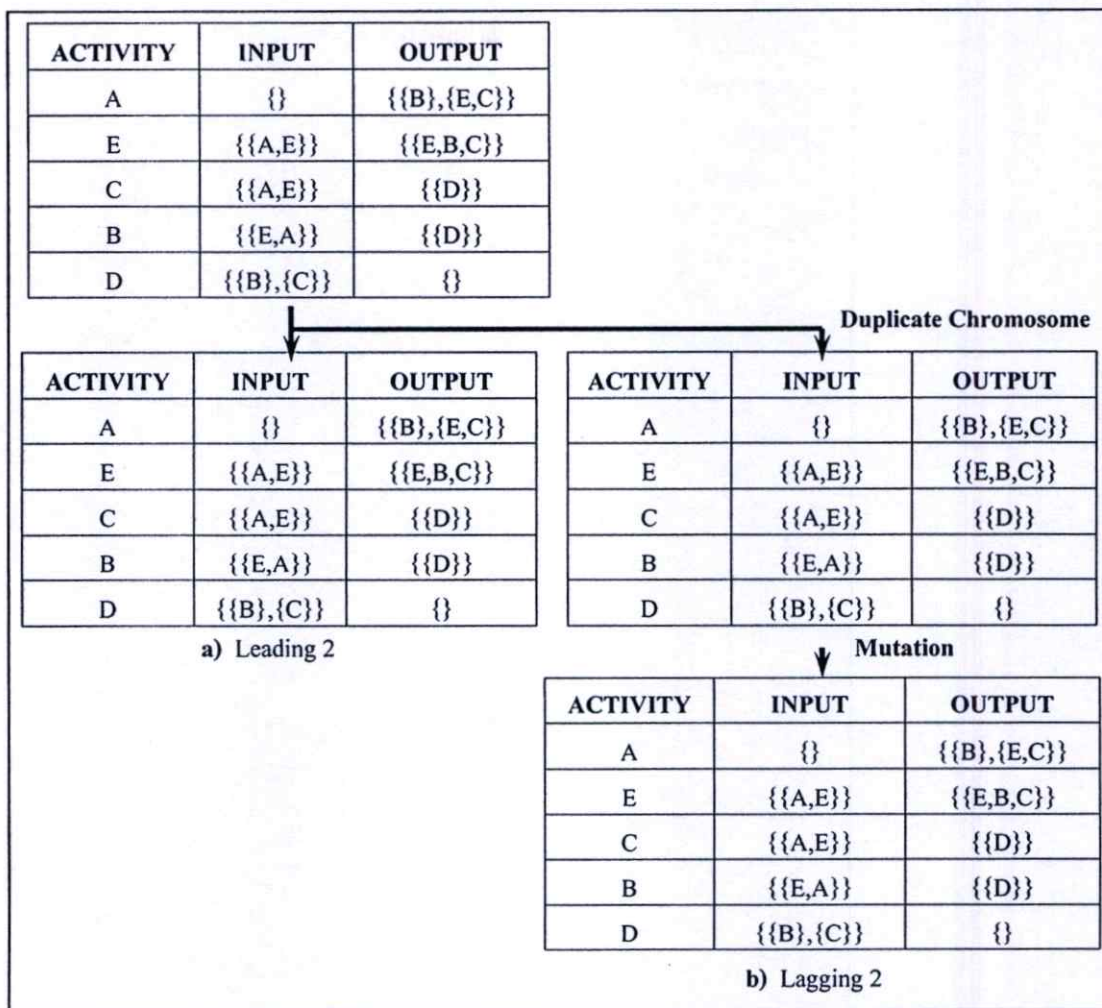 ACTIVITY INPUT OUTPUT
A {} {{B},{E,C}}
E {{A,E}} {{E,B,C}}
C {{A,E}} {{D}}
B {{E,A}} {{D}}
D {{B},{C}} {}
Duplicate Chromosome
ACTIVITY INPUT OUTPUT
A {} {{B},{E,C}}
E {{A,E}} {{E,B,C}}
C {{A,E}} {{D}}
B {{E,A}} {{D}}
D {{B},{C}} {}
a) Leading 2
ACTIVITY INPUT OUTPUT
A {} {{B},{E,C}}
E {{A,E}} {{E,B,C}}
C {{A,E}} {{D}}
B {{E,A}} {{D}}
D {{B},{C}} {}
Mutation
ACTIVITY INPUT OUTPUT
A {} {{B},{E,C}}
E {{A,E}} {{E,B,C}}
C {{A,E}} {{D}}
B {{E,A}} {{D}}
D {{B},{C}} {}
b) Lagging 2